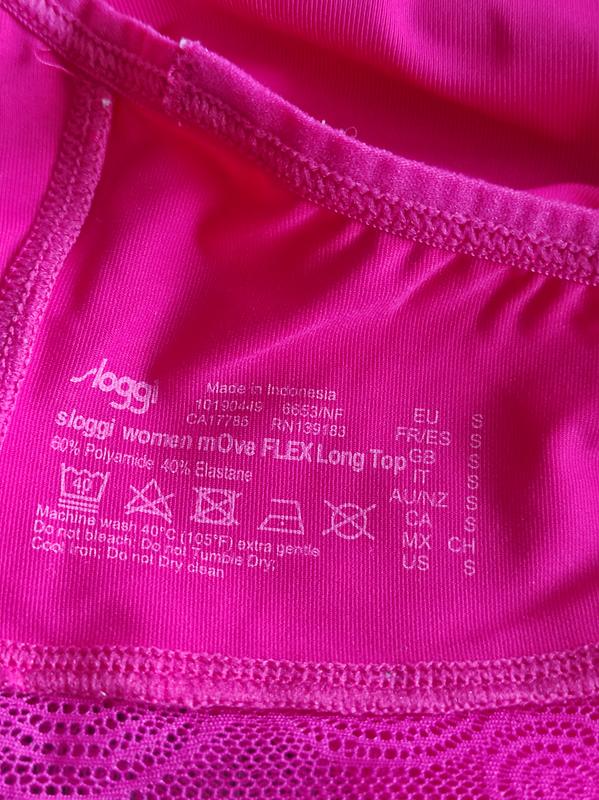 sloggi
Made in Indonesia
10190449 6653/NF
CA17785 RN139183
sloggi women mOve FLEX Long Top
60% Polyamide 40% Elastane
40
Machine wash 40°C (105°F) extra gentle
Do not bleach; Do not Tumble Dry;
Cool Iron; Do not Dry clean
EU S
FR/ES S
GB S
IT S
AU/NZ S
CA S
MX CH
US S